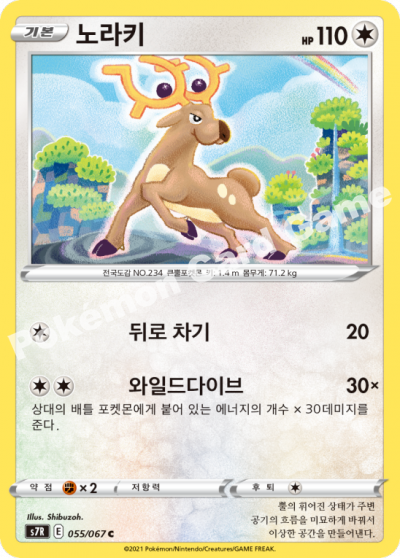 기본 노라키 HP 110
전국도감 NO.234 큰뿔포켓몬 키: 1.4 m 몸무게: 71.2 kg
뒤로 차기 20
와일드다이브 30×
상대의 배틀 포켓몬에게 붙어 있는 에너지의 개수 × 30데미지를
준다.
약점 ×2 저항력 후퇴
Illus. Shibuzoh.
s7R E 055/067 C
뿔의 휘어진 상태가 주변
공기의 흐름을 미묘하게 바꿔서
이상한 공간을 만들어낸다.
©2021 Pokémon/Nintendo/Creatures/GAME FREAK.
Pokémon Card Game